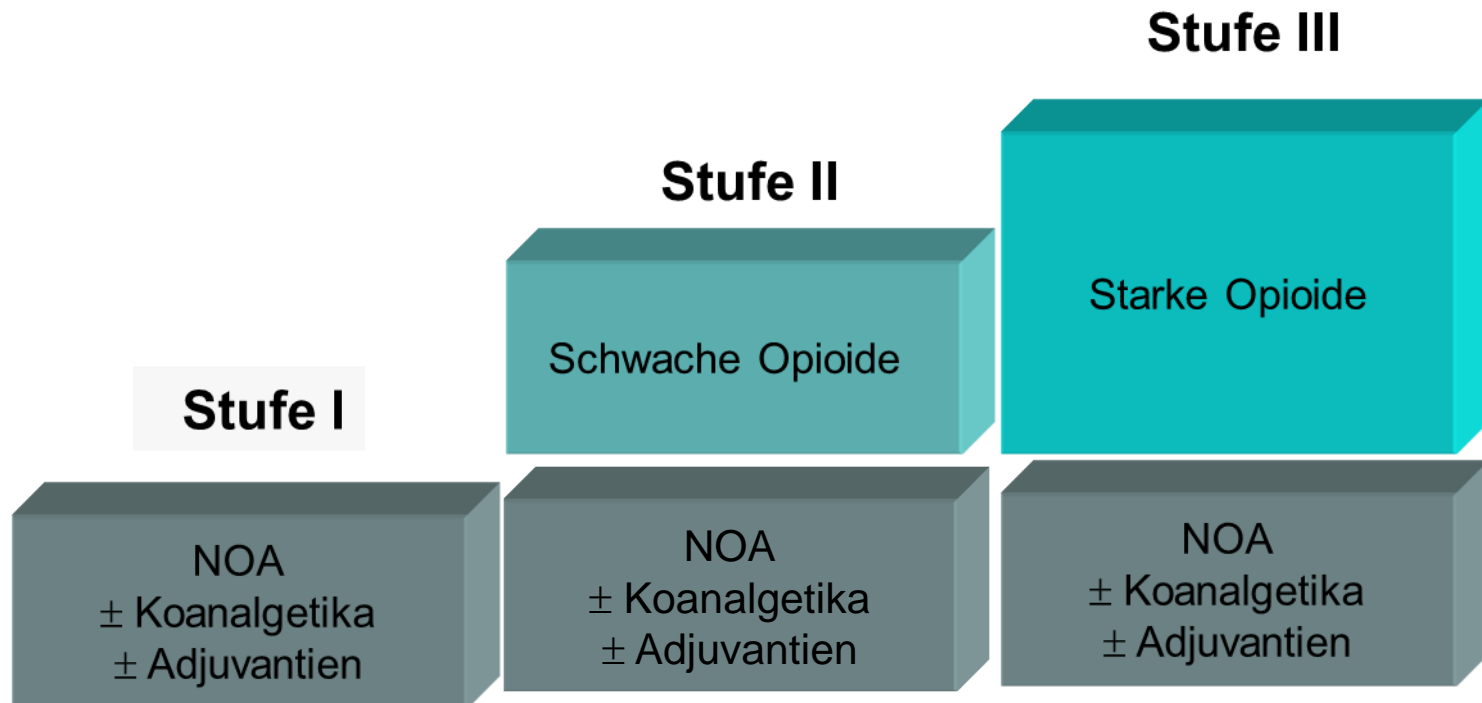 Stufe I
NOA
± Koanalgetika
± Adjuvantien
Stufe II
Schwache Opioide
NOA
± Koanalgetika
± Adjuvantien
Stufe III
Starke Opioide
NOA
± Koanalgetika
± Adjuvantien